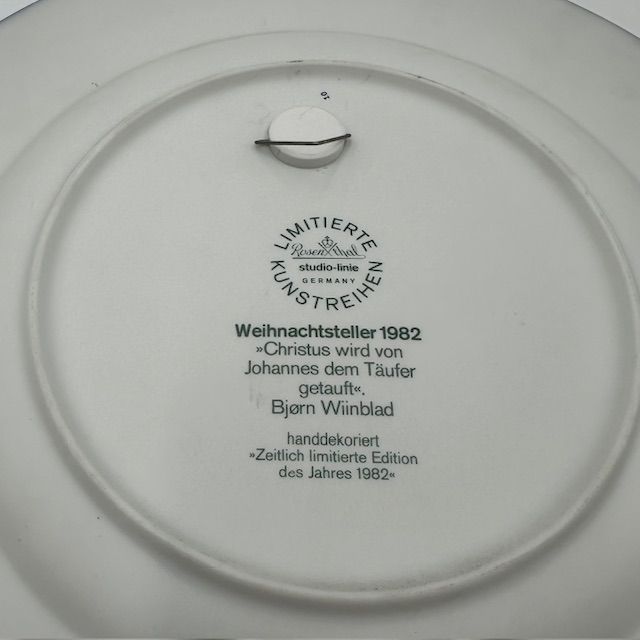 01
LIMITIERTE
Rosenthal
studio-linie
GERMANY
KUNSTREIHEN
Weihnachtsteller 1982
»Christus wird von
Johannes dem Täufer
getauft«.
Bjørn Wiinblad
handdekoriert
»Zeitlich limitierte Edition
des Jahres 1982«